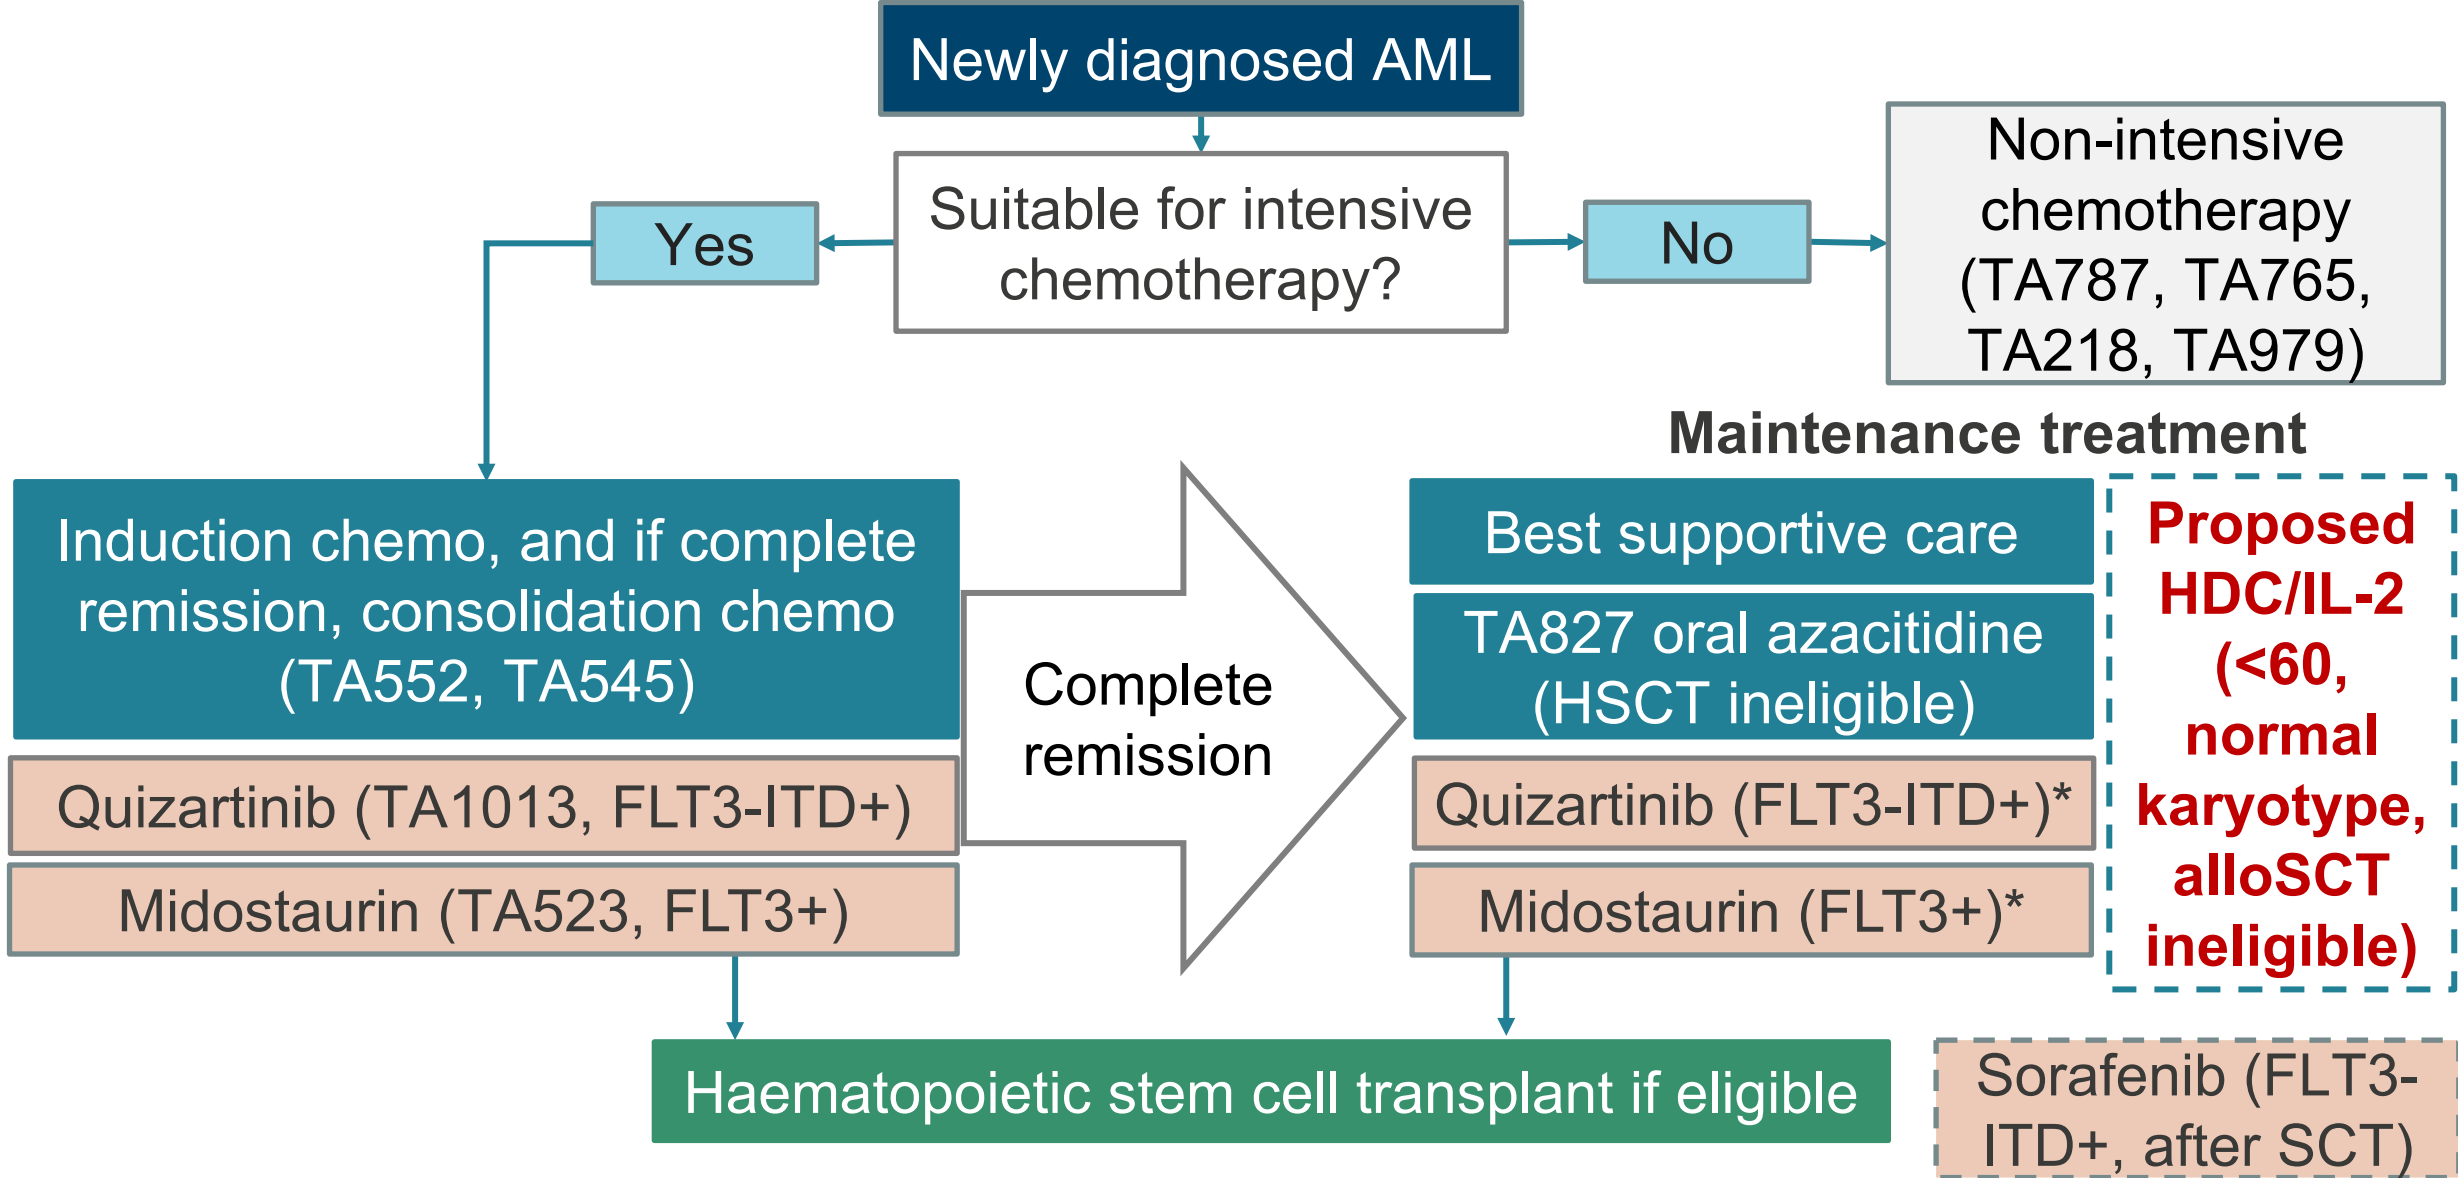 Newly diagnosed AML
Suitable for intensive
chemotherapy?
Yes
No
Non-intensive
chemotherapy
(TA787, TA765,
TA218, TA979)
Induction chemo, and if complete
remission, consolidation chemo
(TA552, TA545)
Quizartinib (TA1013, FLT3-ITD+)
Midostaurin (TA523, FLT3+)
Complete
remission
Maintenance treatment
Best supportive care
TA827 oral azacitidine
(HSCT ineligible)
Quizartinib (FLT3-ITD+)*
Midostaurin (FLT3+)*
Proposed
HDC/IL-2
(<60,
normal
karyotype,
alloSCT
ineligible)
Haematopoietic stem cell transplant if eligible
Sorafenib (FLT3-
ITD+, after SCT)